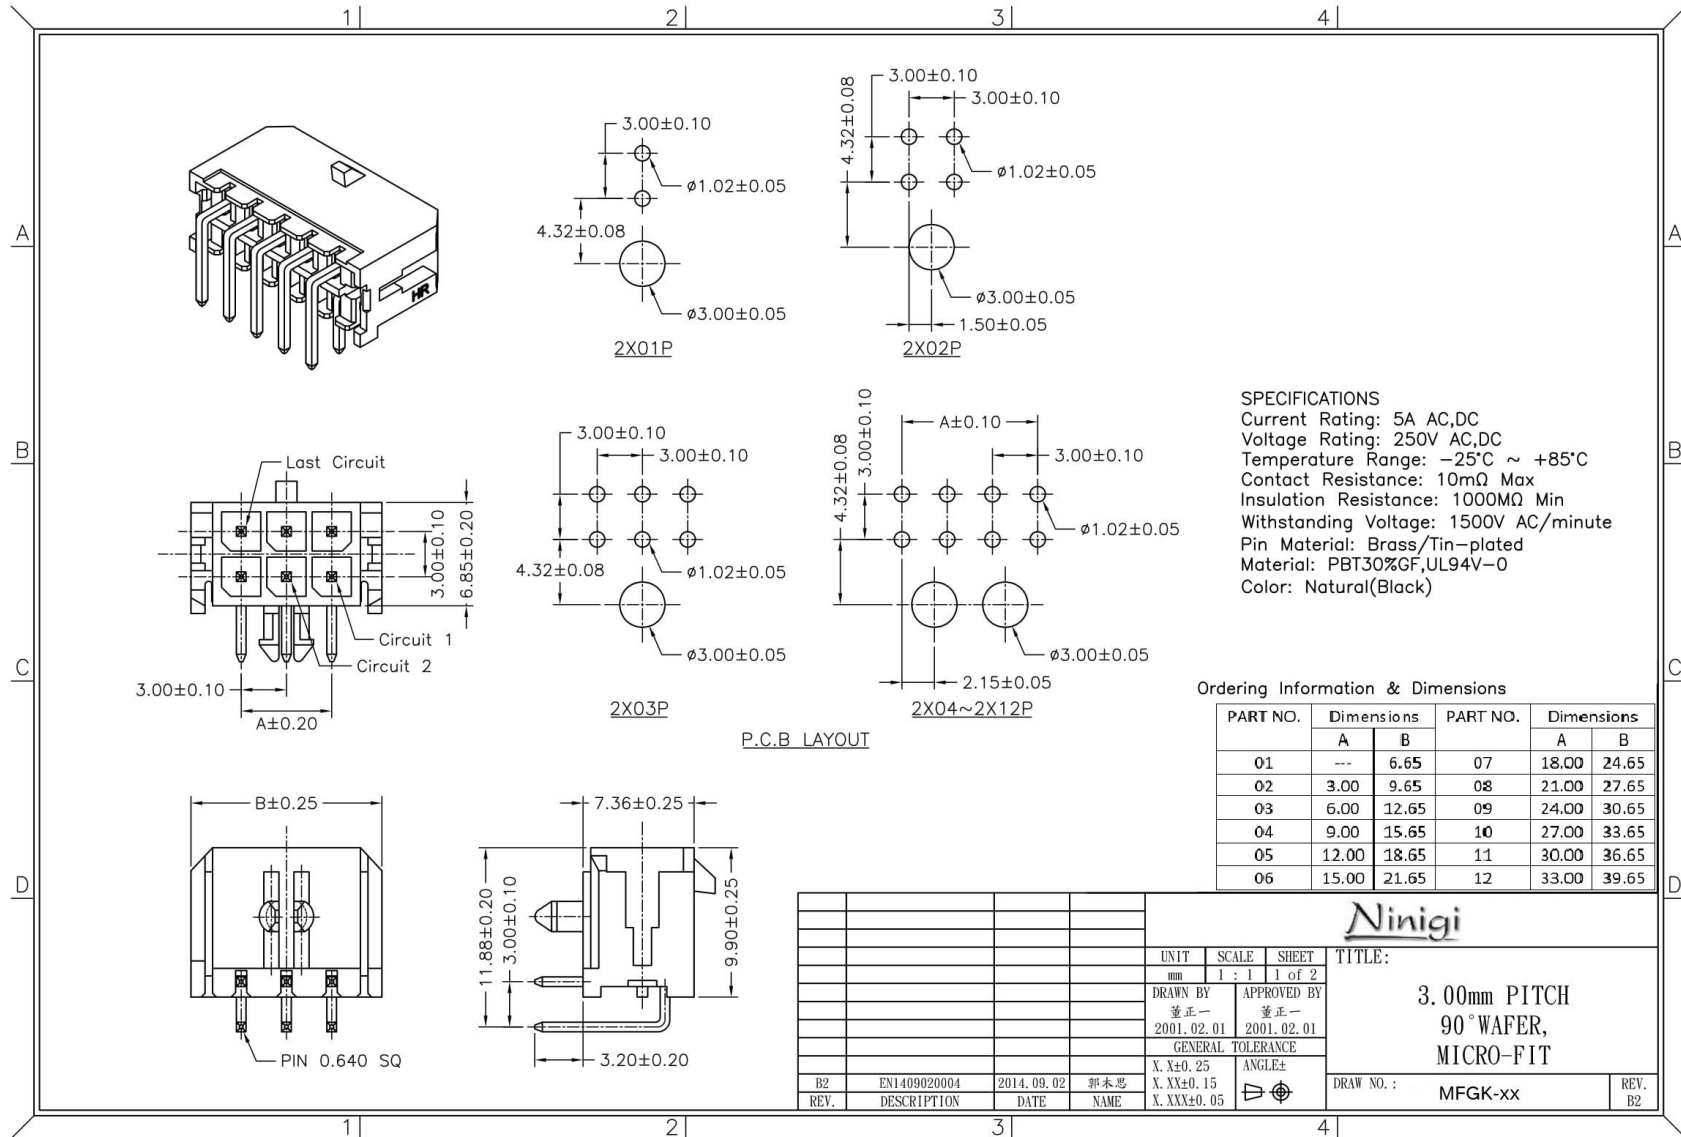 1
2
3
4
A
B
C
D
A
B
C
D
1
2
3
4
HR
3.00±0.10
ø1.02±0.05
4.32±0.08
ø3.00±0.05
2X01P
3.00±0.10
3.00±0.10
4.32±0.08
ø1.02±0.05
ø3.00±0.05
1.50±0.05
2X02P
Last Circuit
3.00±0.10
6.85±0.20
Circuit 1
Circuit 2
3.00±0.10
A±0.20
3.00±0.10
3.00±0.10
4.32±0.08
ø1.02±0.05
ø3.00±0.05
2X03P
A±0.10
3.00±0.10
4.32±0.08
3.00±0.10
ø1.02±0.05
ø3.00±0.05
2.15±0.05
2X04~2X12P
P.C.B LAYOUT
SPECIFICATIONS
Current Rating: 5A AC,DC
Voltage Rating: 250V AC,DC
Temperature Range: -25°C ~ +85°C
Contact Resistance: 10mΩ Max
Insulation Resistance: 1000MΩ Min
Withstanding Voltage: 1500V AC/minute
Pin Material: Brass/Tin-plated
Material: PBT30%GF,UL94V-0
Color: Natural(Black)
B±0.25
PIN 0.640 SQ
7.36±0.25
11.88±0.20
3.00±0.10
9.90±0.25
3.20±0.20
Ordering Information & Dimensions
PART NO. Dimensions PART NO. Dimensions
A B A B
01 --- 6.65 07 18.00 24.65
02 3.00 9.65 08 21.00 27.65
03 6.00 12.65 09 24.00 30.65
04 9.00 15.65 10 27.00 33.65
05 12.00 18.65 11 30.00 36.65
06 15.00 21.65 12 33.00 39.65
Ninigi
UNIT SCALE SHEET
mm 1 : 1 1 of 2
DRAWN BY APPROVED BY
董正一 董正一
2001.02.01 2001.02.01
GENERAL TOLERANCE
X.X±0.25 ANGLE±
X.XX±0.15
X.XXX±0.05
TITLE:
3.00mm PITCH
90°WAFER,
MICRO-FIT
DRAW NO.: MFGK-xx
REV.
B2
B2 EN1409020004 2014.09.02 郭木思
REV. DESCRIPTION DATE NAME